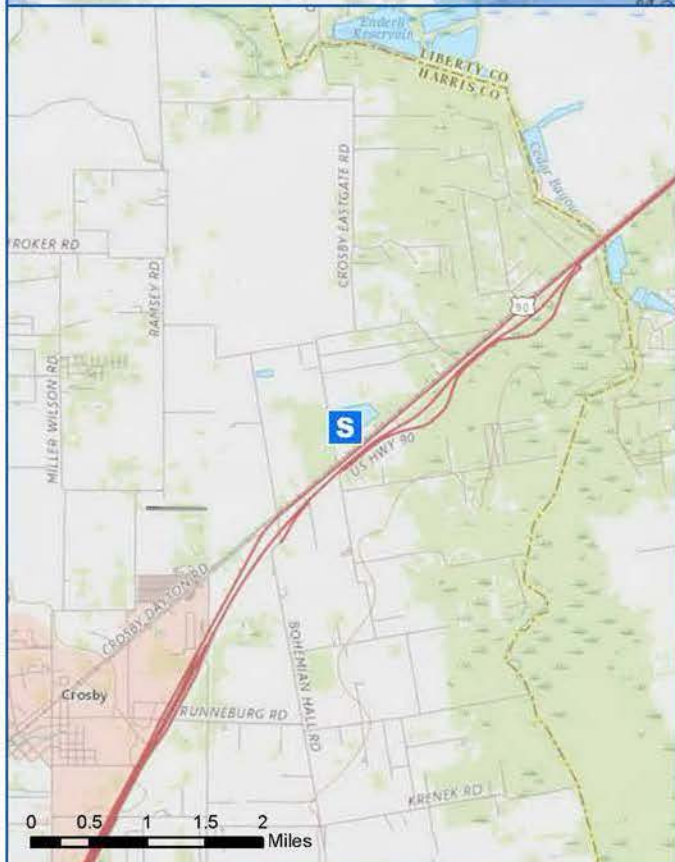 Enderli
Reservoir
LIBERTY CO
HARRIS CO
Cedar Bayou
CROSBY EASTGATE RD
ROKER RD
RAMSEY RD
90
MILLER WILSON RD
S
US HWY 90
CROSBY DAYTON RD
BOHEMIAN HALL RD
Crosby
RUNNEBURG RD
KRENEK RD
0 0.5 1 1.5 2
Miles